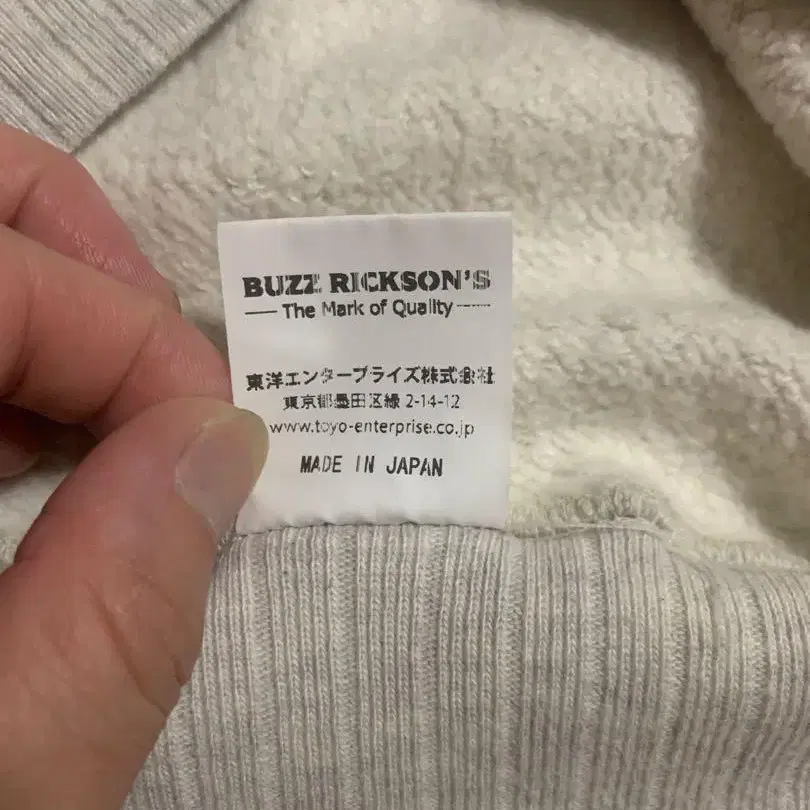 BUZZ RICKSON'S
The Mark of Quality
東洋エンタープライズ株式会社
東京都墨田区緑 2-14-12
www.toyo-enterprise.co.jp
MADE IN JAPAN